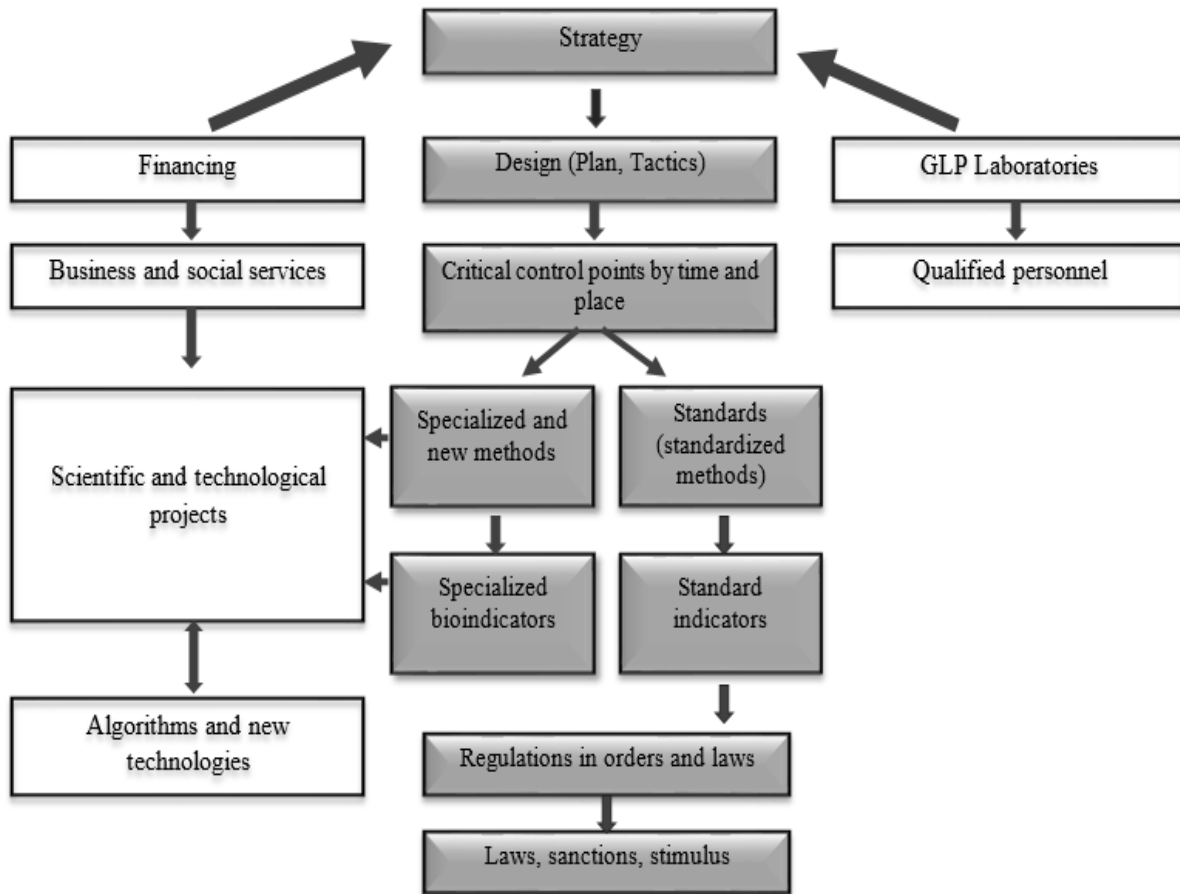 Strategy
Financing
Design (Plan, Tactics)
GLP Laboratories
Business and social services
Critical control points by time and
place
Qualified personnel
Scientific and technological
projects
Specialized and
new methods
Standards
(standardized
methods)
Specialized
bioindicators
Standard
indicators
Algorithms and new
technologies
Regulations in orders and laws
Laws, sanctions, stimulus